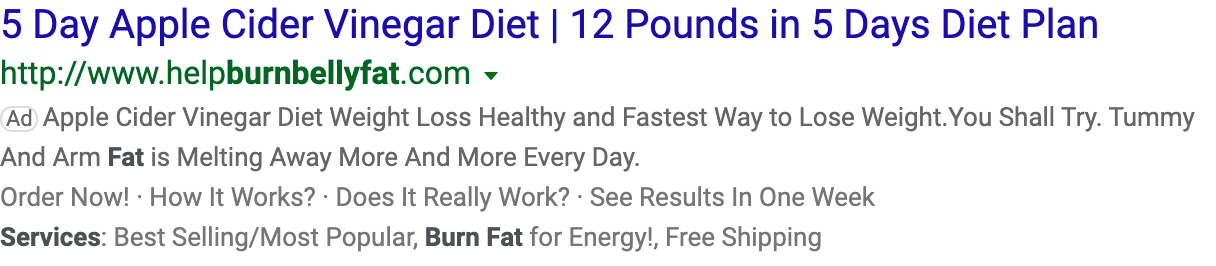 5 Day Apple Cider Vinegar Diet | 12 Pounds in 5 Days Diet Plan
http://www.helpburnbellyfat.com
Ad Apple Cider Vinegar Diet Weight Loss Healthy and Fastest Way to Lose Weight.You Shall Try. Tummy
And Arm Fat is Melting Away More And More Every Day.
Order Now! · How It Works? · Does It Really Work? · See Results In One Week
Services: Best Selling/Most Popular, Burn Fat for Energy!, Free Shipping